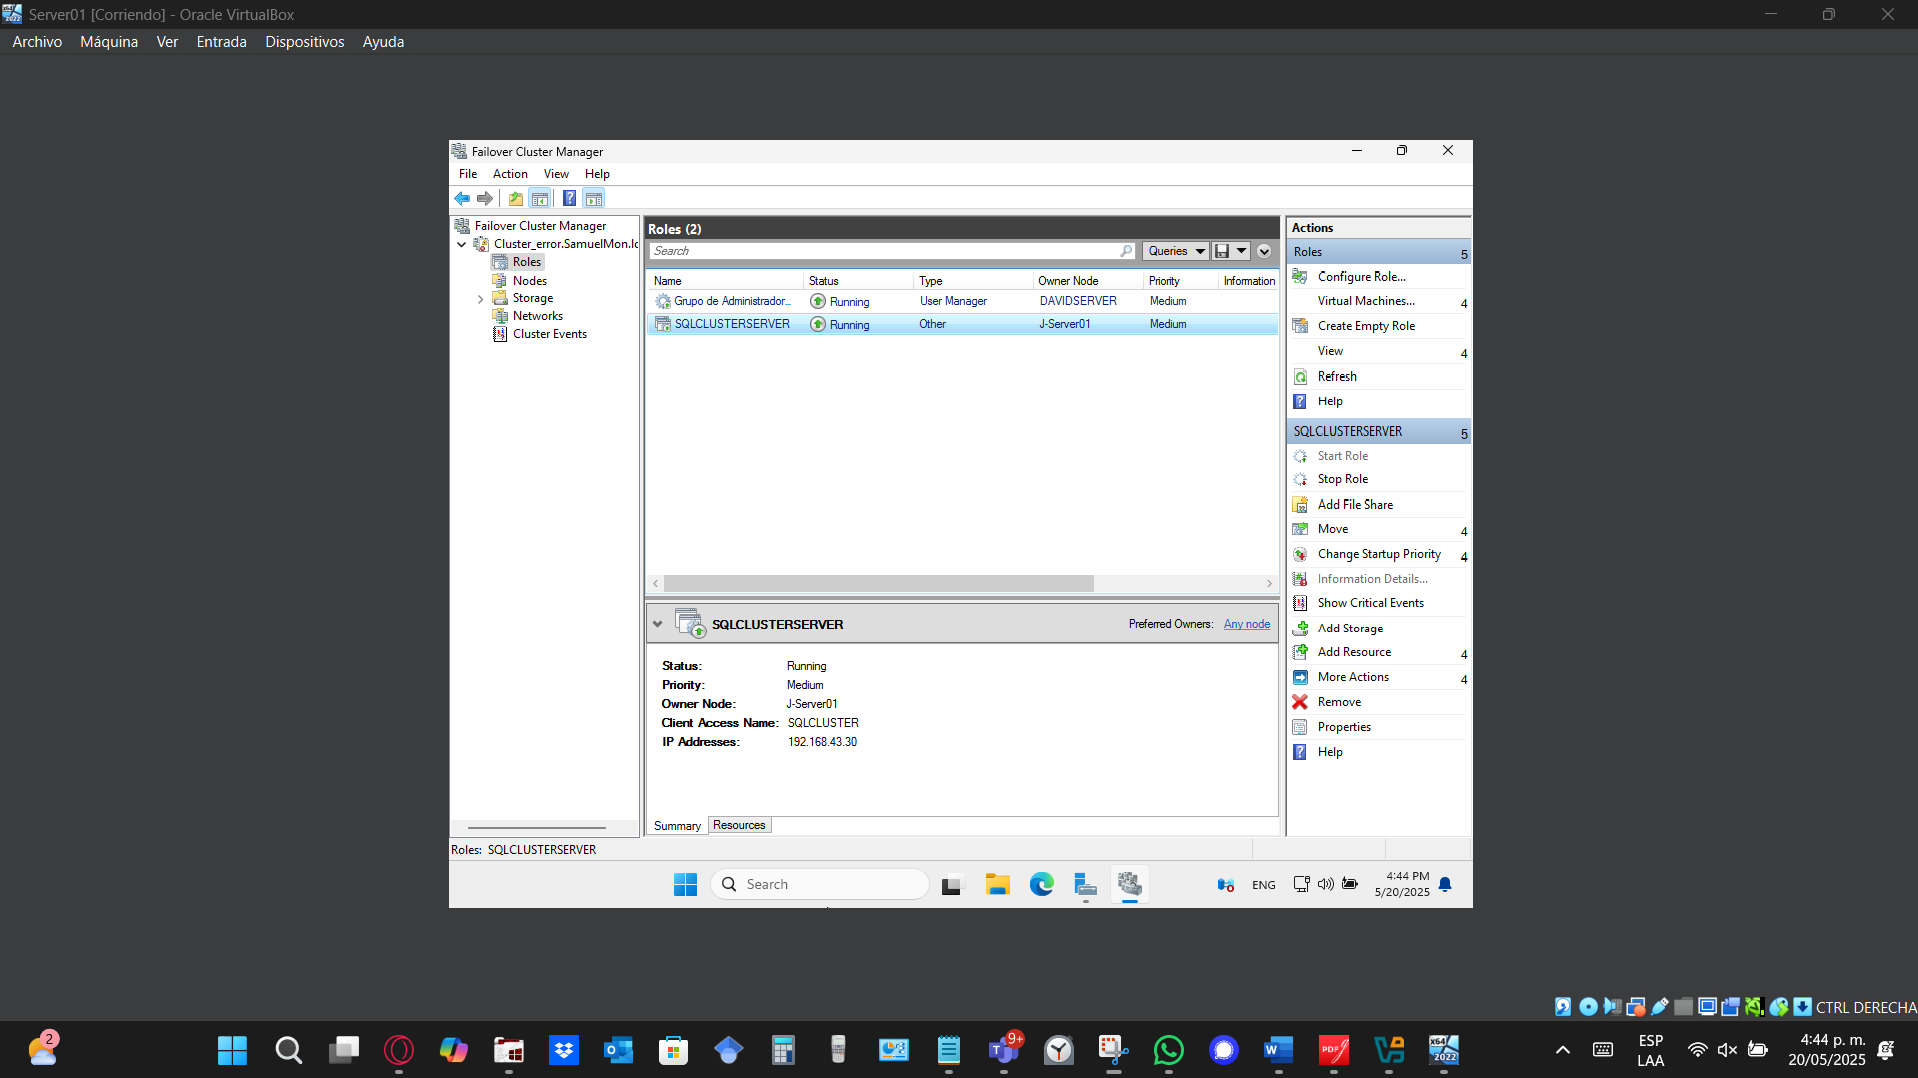 Server01 [Corriendo] - Oracle VirtualBox
Archivo Máquina Ver Entrada Dispositivos Ayuda
Failover Cluster Manager
File Action View Help
Failover Cluster Manager
Cluster_error.SamuelMon.lo
Roles
Nodes
Storage
Networks
Cluster Events
Roles (2)
Search
Queries
Name Status Type Owner Node Priority Information
Grupo de Administrador... Running User Manager DAVIDSERVER Medium
SQLCLUSTERSERVER Running Other J-Server01 Medium
SQLCLUSTERSERVER Preferred Owners: Any node
Status: Running
Priority: Medium
Owner Node: J-Server01
Client Access Name: SQLCLUSTER
IP Addresses: 192.168.43.30
Summary Resources
Actions
Roles
Configure Role...
Virtual Machines...
Create Empty Role
View
Refresh
Help
SQLCLUSTERSERVER
Start Role
Stop Role
Add File Share
Move
Change Startup Priority
Information Details...
Show Critical Events
Add Storage
Add Resource
More Actions
Remove
Properties
Help
Roles: SQLCLUSTERSERVER
Search
ENG
4:44 PM
5/20/2025
CTRL DERECHA
2
9+
PDF
x64
2022
ESP
LAA
4:44 p. m.
20/05/2025